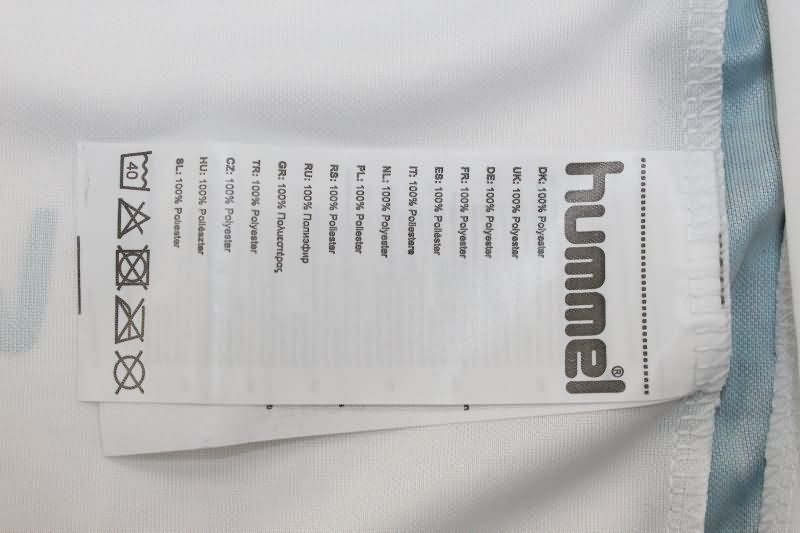 hummel®
DK: 100% Polyester
UK: 100% Polyester
DE: 100% Polyester
FR: 100% Polyester
ES: 100% Poliéster
IT: 100% Poliestere
NL: 100% Polyester
PL: 100% Poliester
RS: 100% Poliester
RU: 100% Полиэфир
GR: 100% Πολυεστέρας
TR: 100% Polyester
CZ: 100% Polyester
HU: 100% Poliészter
SL: 100% Poliester
40